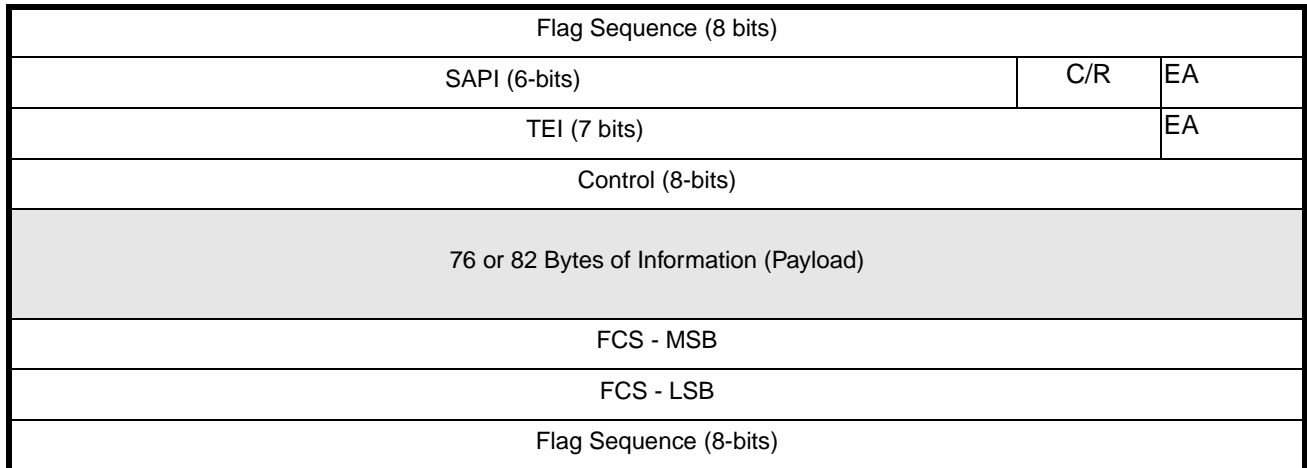 Flag Sequence (8 bits)
SAPI (6-bits) C/R EA
TEI (7 bits) EA
Control (8-bits)
76 or 82 Bytes of Information (Payload)
FCS - MSB
FCS - LSB
Flag Sequence (8-bits)